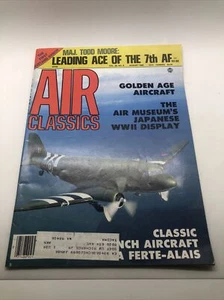 MAJ. TODD MOORE:
LEADING ACE OF THE 7th AF
AIR
CLASSICS
GOLDEN AGE
AIRCRAFT
THE
AIR MUSEUM'S
JAPANESE
WWII DISPLAY
CLASSIC
NCH AIRCRAFT
A FERTE-ALAIS